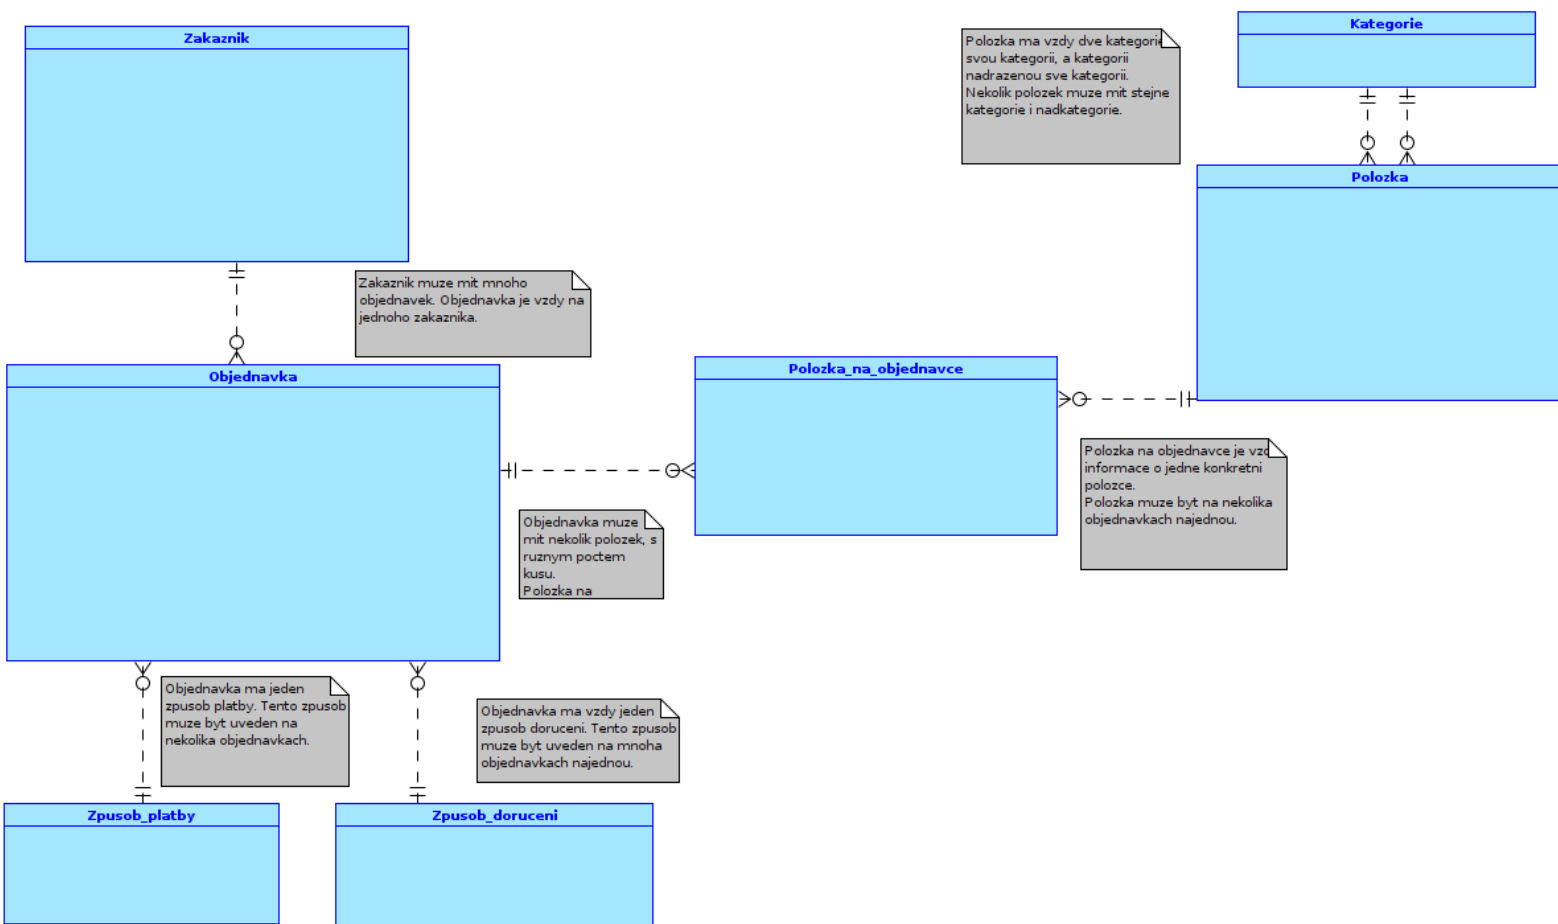 Zakaznik
Polozka ma vzdy dve kategorie
svou kategorii, a kategorii
nadrazenou sve kategorii.
Nekolik polozek muze mit stejne
kategorie i nadkategorie.
Kategorie
Polozka
Zakaznik muze mit mnoho
objednavek. Objednavka je vzdy na
jednoho zakaznika.
Objednavka
Polozka_na_objednavce
Polozka na objednavce je
informace o jedne konkretni
polozce.
Polozka muze byt na nekolika
objednavkach najednou.
Objednavka muze
mit nekolik polozek, s
ruznym poctem
kusu.
Polozka na
Objednavka ma jeden
zpusob platby. Tento zpusob
muze byt uveden na
nekolika objednavkach.
Objednavka ma vzdy jeden
zpusob doruceni. Tento zpusob
muze byt uveden na mnoha
objednavkach najednou.
Zpusob_platby
Zpusob_doruceni